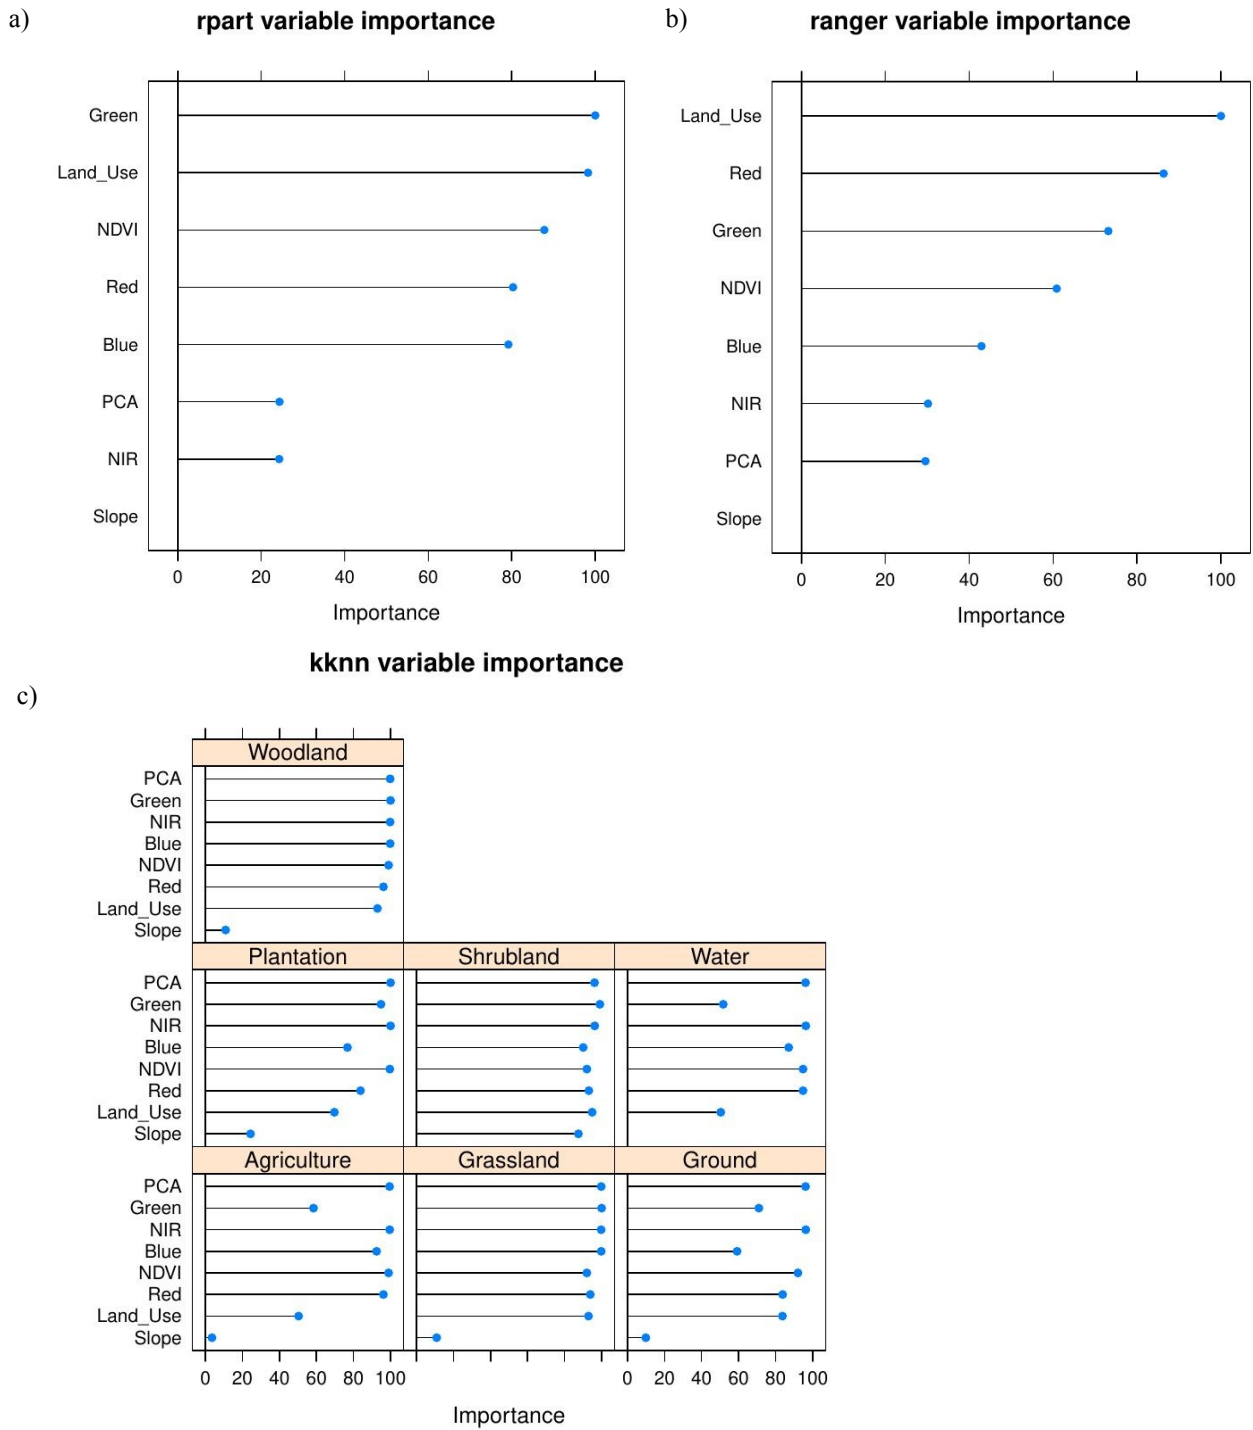 a)
rpart variable importance
Green
Land_Use
NDVI
Red
Blue
PCA
NIR
Slope
0 20 40 60 80 100
Importance
b)
ranger variable importance
Land_Use
Red
Green
NDVI
Blue
NIR
PCA
Slope
0 20 40 60 80 100
Importance
kknn variable importance
c)
Woodland
PCA
Green
NIR
Blue
NDVI
Red
Land_Use
Slope
Plantation Shrubland Water
PCA
Green
NIR
Blue
NDVI
Red
Land_Use
Slope
Agriculture Grassland Ground
PCA
Green
NIR
Blue
NDVI
Red
Land_Use
Slope
0 20 40 60 80 100 0 20 40 60 80 100
Importance